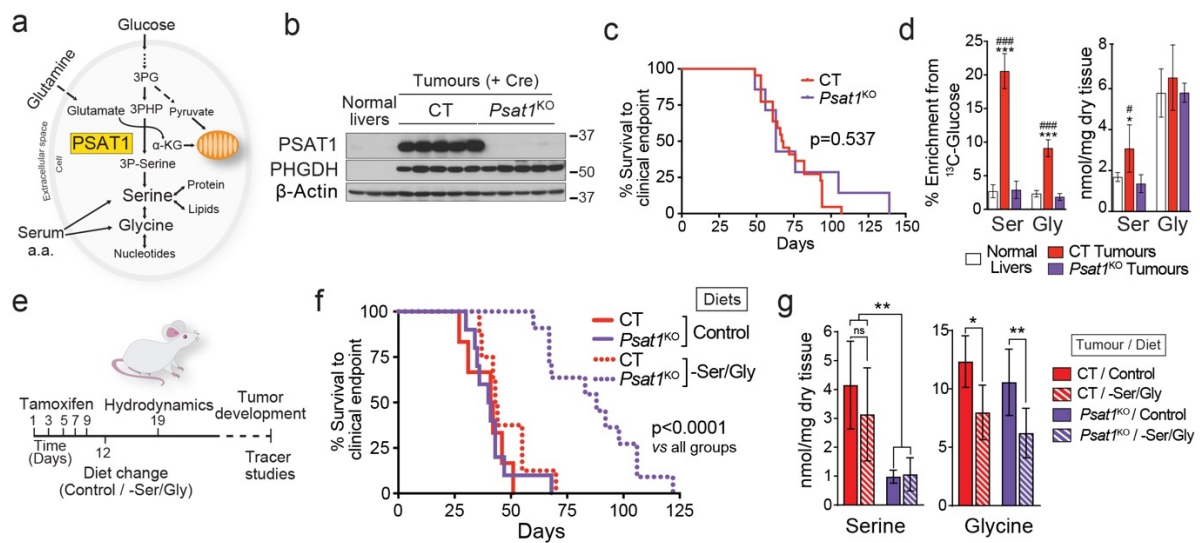 a
Glucose
Glutamine
3PG
Glutamate
3PHP
Pyruvate
PSAT1
α-KG
3P-Serine
Extracellular space
Cell
Serine
Protein
Lipids
Serum
a.a.
Glycine
Nucleotides
b
Tumours (+ Cre)
Normal
livers
CT
Psat1KO
PSAT1
PHGDH
β-Actin
37
50
37
c
% Survival to
clinical endpoint
100
75
50
25
0
CT
Psat1KO
p=0.537
0 25 50 75 100 125 150
Days
d
% Enrichment from
13C-Glucose
25
20
15
10
5
0
###
***
###
***
Ser Gly
nmol/mg dry tissue
8
7
6
5
4
3
2
1
0
#
*
Ser Gly
Normal
Livers
CT Tumours
Psat1KO Tumours
e
Tamoxifen
1 3 5 7 9
Hydrodynamics
19
Tumor
development
Time
(Days)
12
Diet change
(Control / -Ser/Gly)
Tracer
studies
f
Diets
CT
Psat1KO
Control
CT
Psat1KO
-Ser/Gly
% Survival to
clinical endpoint
100
75
50
25
0
p<0.0001
vs all groups
0 25 50 75 100 125
Days
g
nmol/mg dry tissue
6
5
4
3
2
1
0
**
ns
Serine
15
10
5
0
*
**
Glycine
Tumour / Diet
CT / Control
CT / -Ser/Gly
Psat1KO / Control
Psat1KO / -Ser/Gly